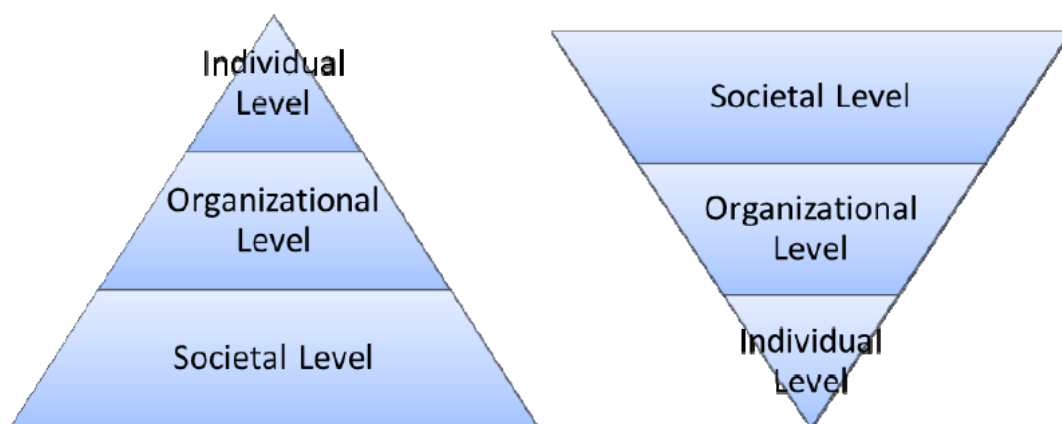 Individual
Level
Organizational
Level
Societal Level
Societal Level
Organizational
Level
Individual
Level